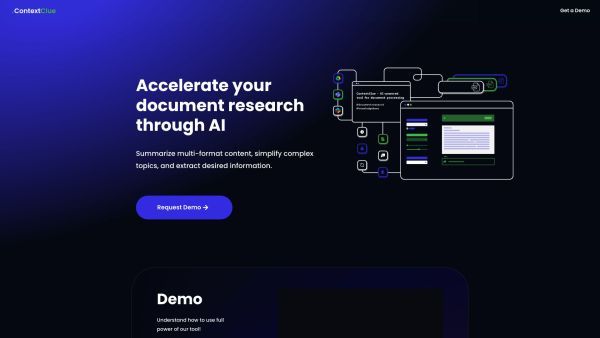 .ContextClue
Get a Demo
Accelerate your
document research
through AI
Summarize multi-format content, simplify complex
topics, and extract desired information.
Request Demo →
ContextClue - AI-powered
tool for document processing
Demo
Understand how to use full
power of our tool!